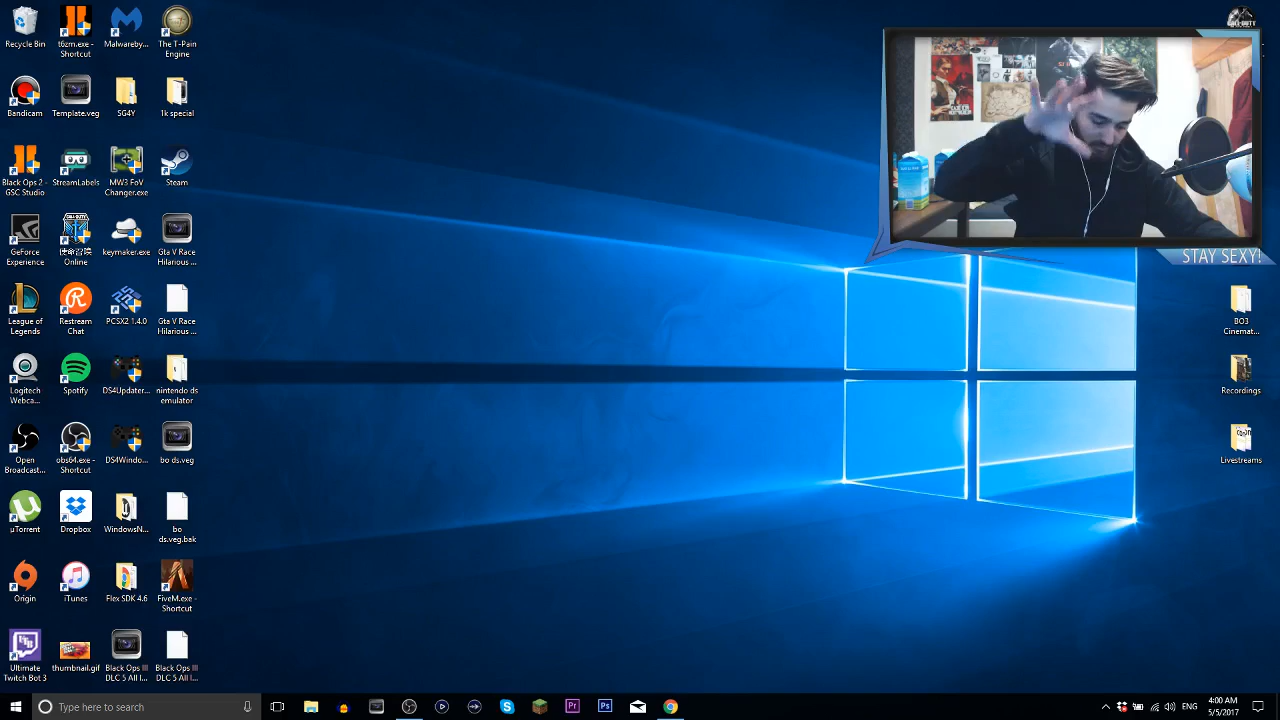 Recycle Bin
t6zm.exe -
Shortcut
Malwareby...
The T-Pain
Engine
Bandicam
Template.veg
SG4Y
1k special
Black Ops 2 -
GSC Studio
StreamLabels
MW3 FoV
Changer.exe
Steam
GeForce
Experience
Online
keymaker.exe
Gta V Race
Hilarious ...
League of
Legends
Restream
Chat
PCSX2 1.4.0
Gta V Race
Hilarious ...
Logitech
Webca...
Spotify
DS4Updater...
nintendo ds
emulator
Open
Broadcast...
obs64.exe -
Shortcut
DS4Windo...
bo ds.veg
µTorrent
Dropbox
WindowsN...
bo
ds.veg.bak
Origin
iTunes
Flex SDK 4.6
FiveM.exe -
Shortcut
Ultimate
Twitch Bot 3
thumbnail.gif
Black Ops III
DLC 5 All I...
Black Ops III
DLC 5 All I...
STAY SEXY!
BO3
Cinemat...
Recordings
Livestreams
Type here to search
Pr
Ps
ENG
4:00 AM
5/5/2017